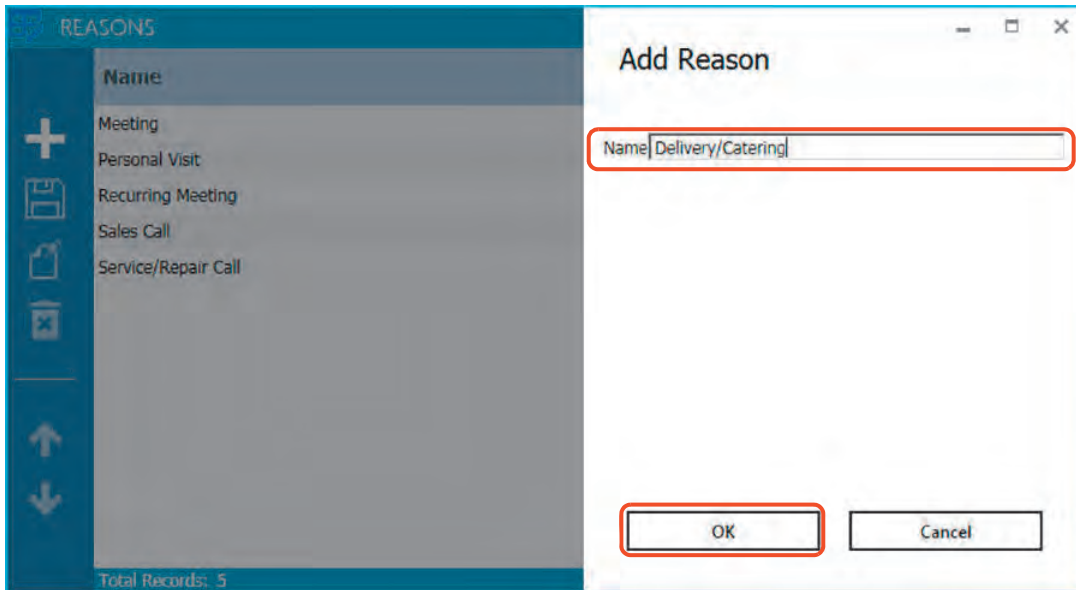 REASONS
Name
Meeting
Personal Visit
Recurring Meeting
Sales Call
Service/Repair Call
Total Records: 5
Add Reason
Name Delivery/Catering
OK Cancel